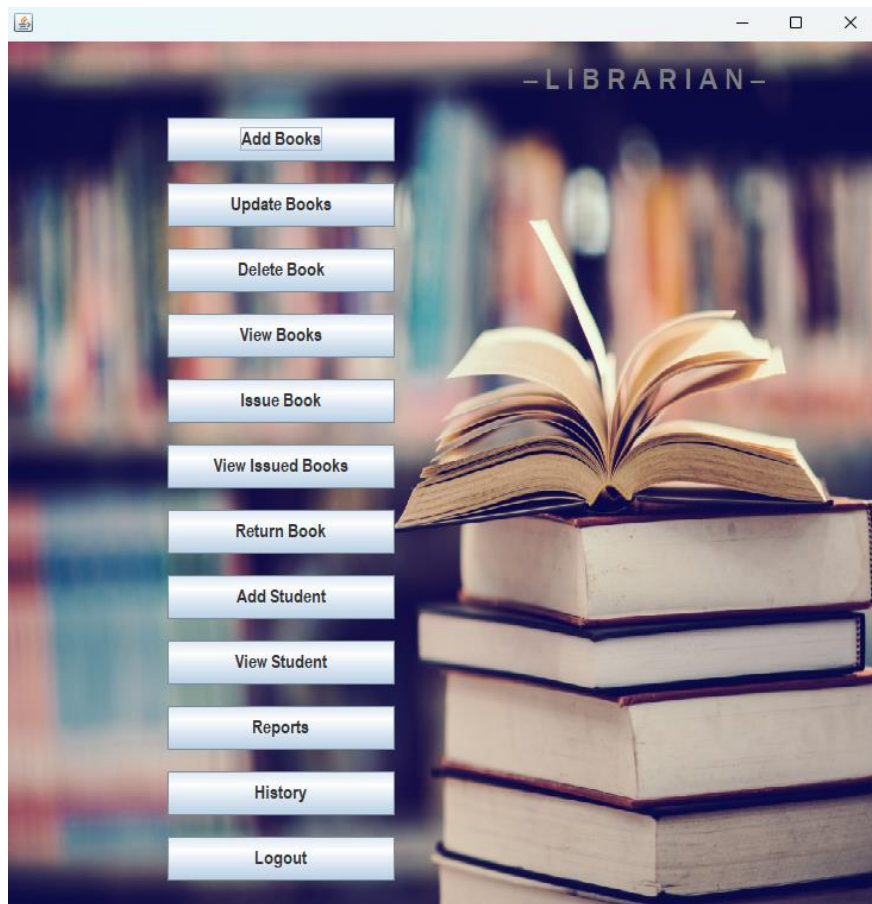 –LIBRARIAN–
Add Books
Update Books
Delete Book
View Books
Issue Book
View Issued Books
Return Book
Add Student
View Student
Reports
History
Logout